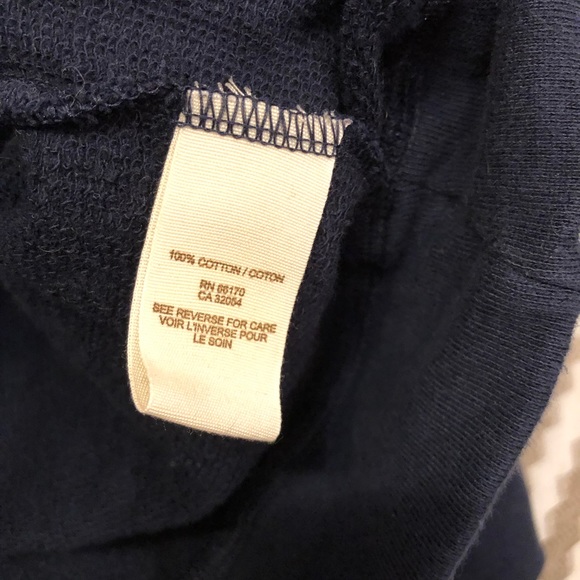 100% COTTON / COTON
RN 66170
CA 32054
SEE REVERSE FOR CARE
VOIR L'INVERSE POUR
LE SOIN